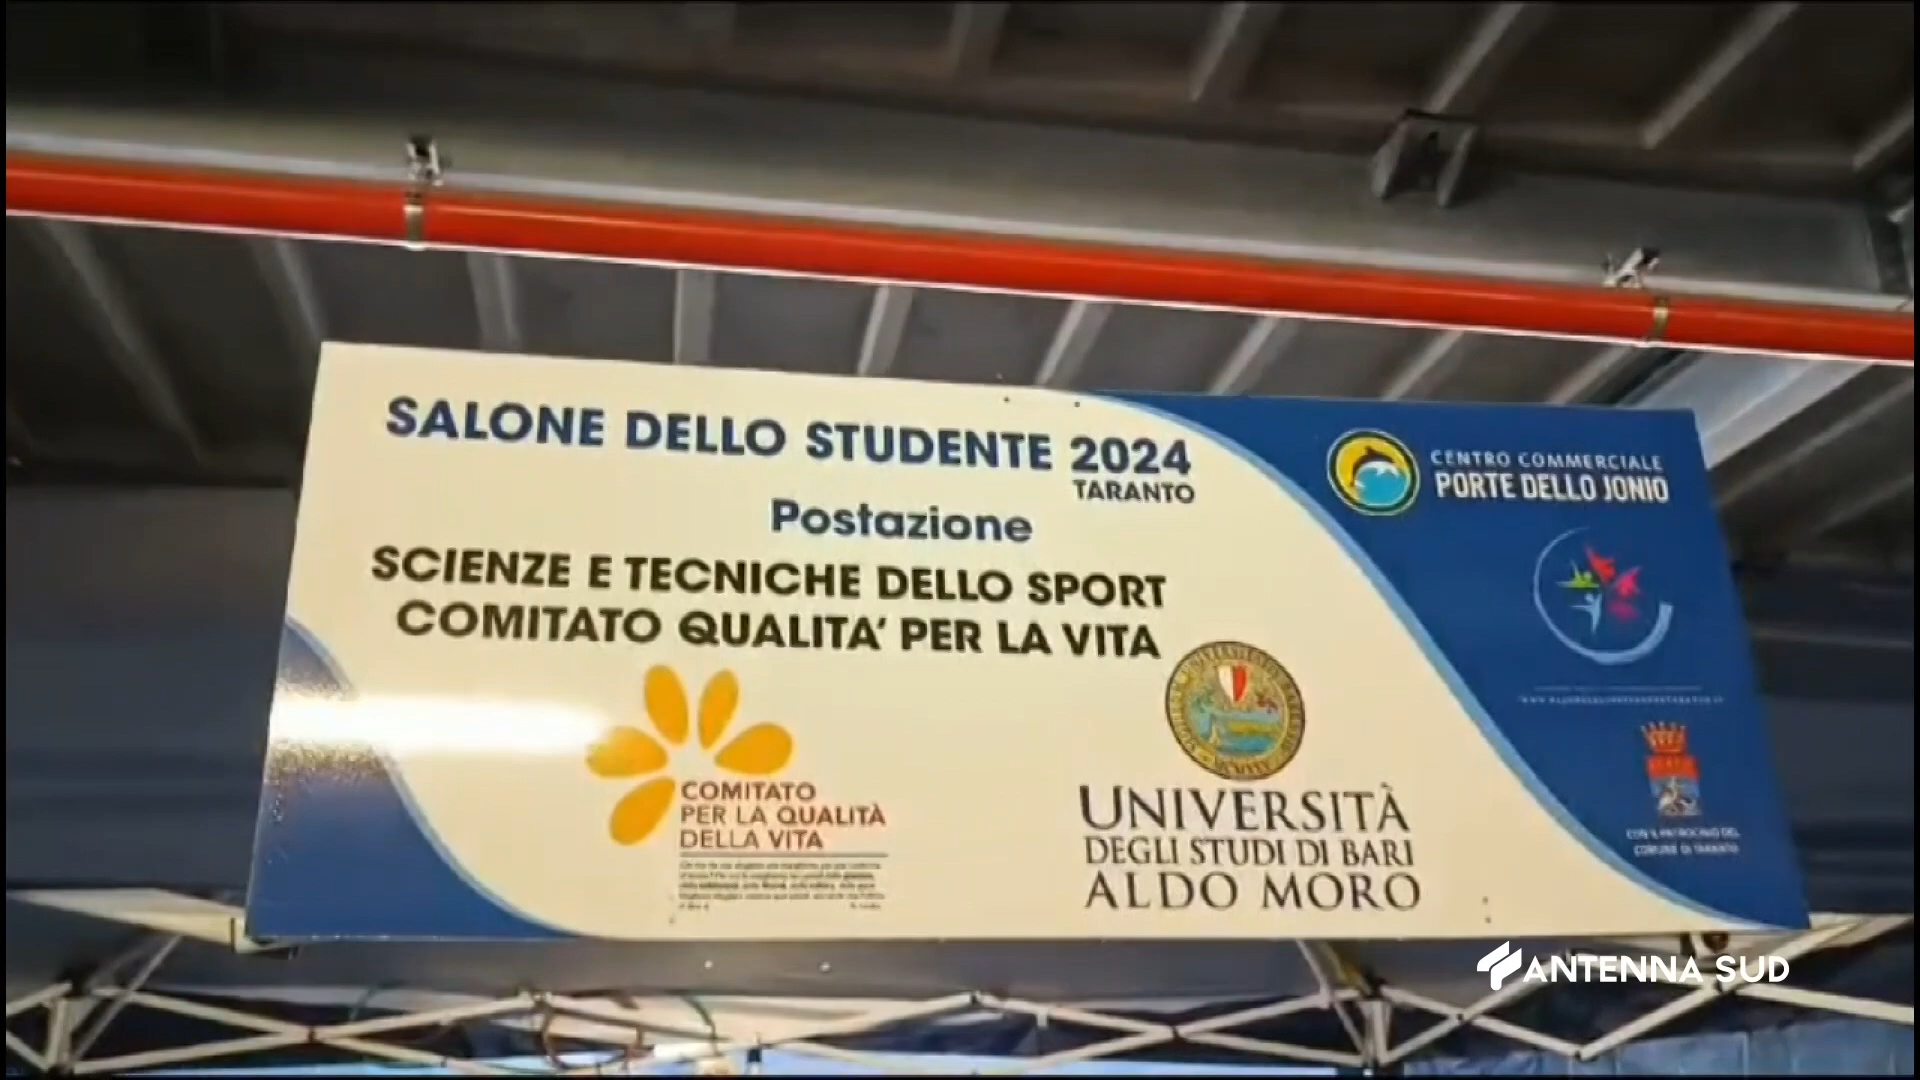 SALONE DELLO STUDENTE 2024
TARANTO
Postazione
SCIENZE E TECNICHE DELLO SPORT
COMITATO QUALITA' PER LA VITA
COMITATO
PER LA QUALITÀ
DELLA VITA
UNIVERSITÀ
DEGLI STUDI DI BARI
ALDO MORO
CENTRO COMMERCIALE
PORTE DELLO JONIO
CON IL PATROCINIO DEL
COMUNE DI TARANTO
ANTENNA SUD